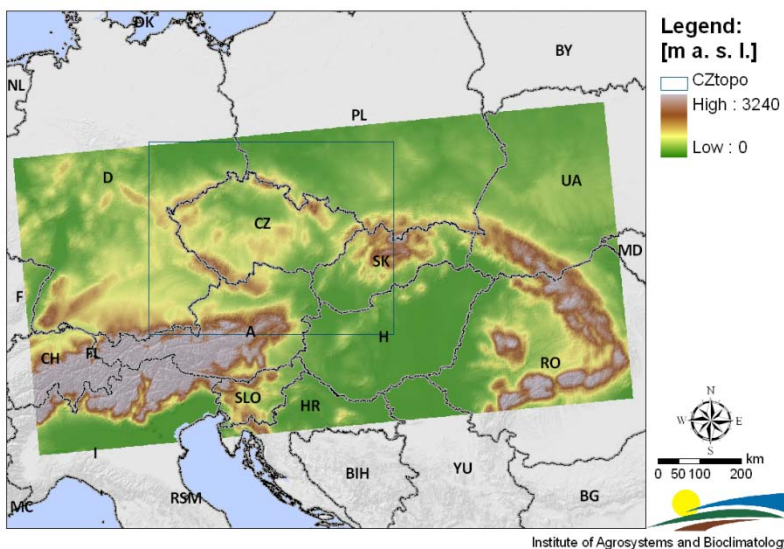 DK
NL
BY
PL
D
UA
CZ
MD
SK
F
A
H
CH
FL
RO
SLO
HR
I
BIH
YU
MC
RSM
BG
Legend:
[m a. s. l.]
CZtopo
High : 3240
Low : 0
N
W E
S
km
0 50 100 200
Institute of Agrosystems and Bioclimatology